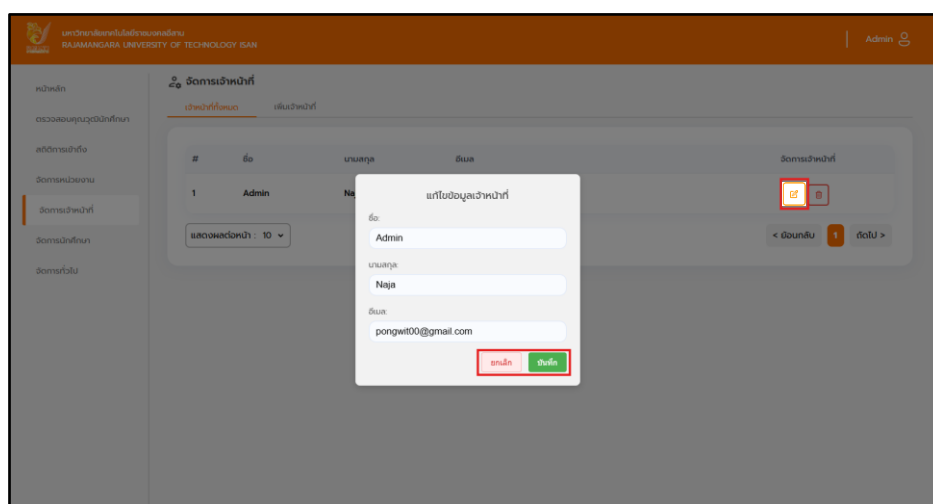 มหาวิทยาลัยเทคโนโลยีราชมงคลอีสาน
RAJAMANGARA UNIVERSITY OF TECHNOLOGY ISAN
Admin
หน้าหลัก
ตรวจสอบคุณวุฒินักศึกษา
สถิติการเข้าถึง
จัดการหน่วยงาน
จัดการเจ้าหน้าที่
จัดการนักศึกษา
จัดการทั่วไป
จัดการเจ้าหน้าที่
เจ้าหน้าที่ทั้งหมด เพิ่มเจ้าหน้าที่
# ชื่อ นามสกุล อีเมล จัดการเจ้าหน้าที่
1 Admin Na
แสดงผลต่อหน้า : 10
< ย้อนกลับ 1 ถัดไป >
แก้ไขข้อมูลเจ้าหน้าที่
ชื่อ:
Admin
นามสกุล:
Naja
อีเมล:
pongwit00@gmail.com
ยกเลิก บันทึก